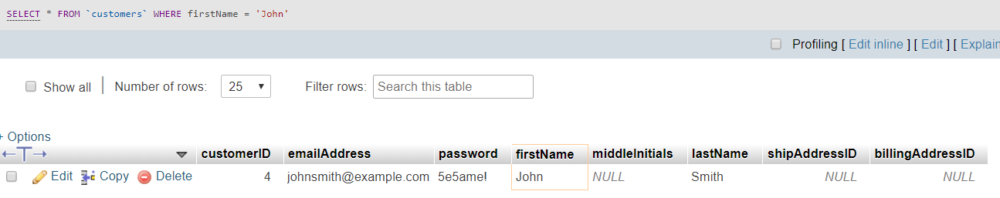 SELECT * FROM `customers` WHERE firstName = 'John'
Profiling [ Edit inline ] [ Edit ] [ Explain
Show all | Number of rows: 25 Filter rows: Search this table
+ Options
customerID emailAddress password firstName middleInitials lastName shipAddressID billingAddressID
Edit Copy Delete 4 johnsmith@example.com 5e5ame! John NULL Smith NULL NULL